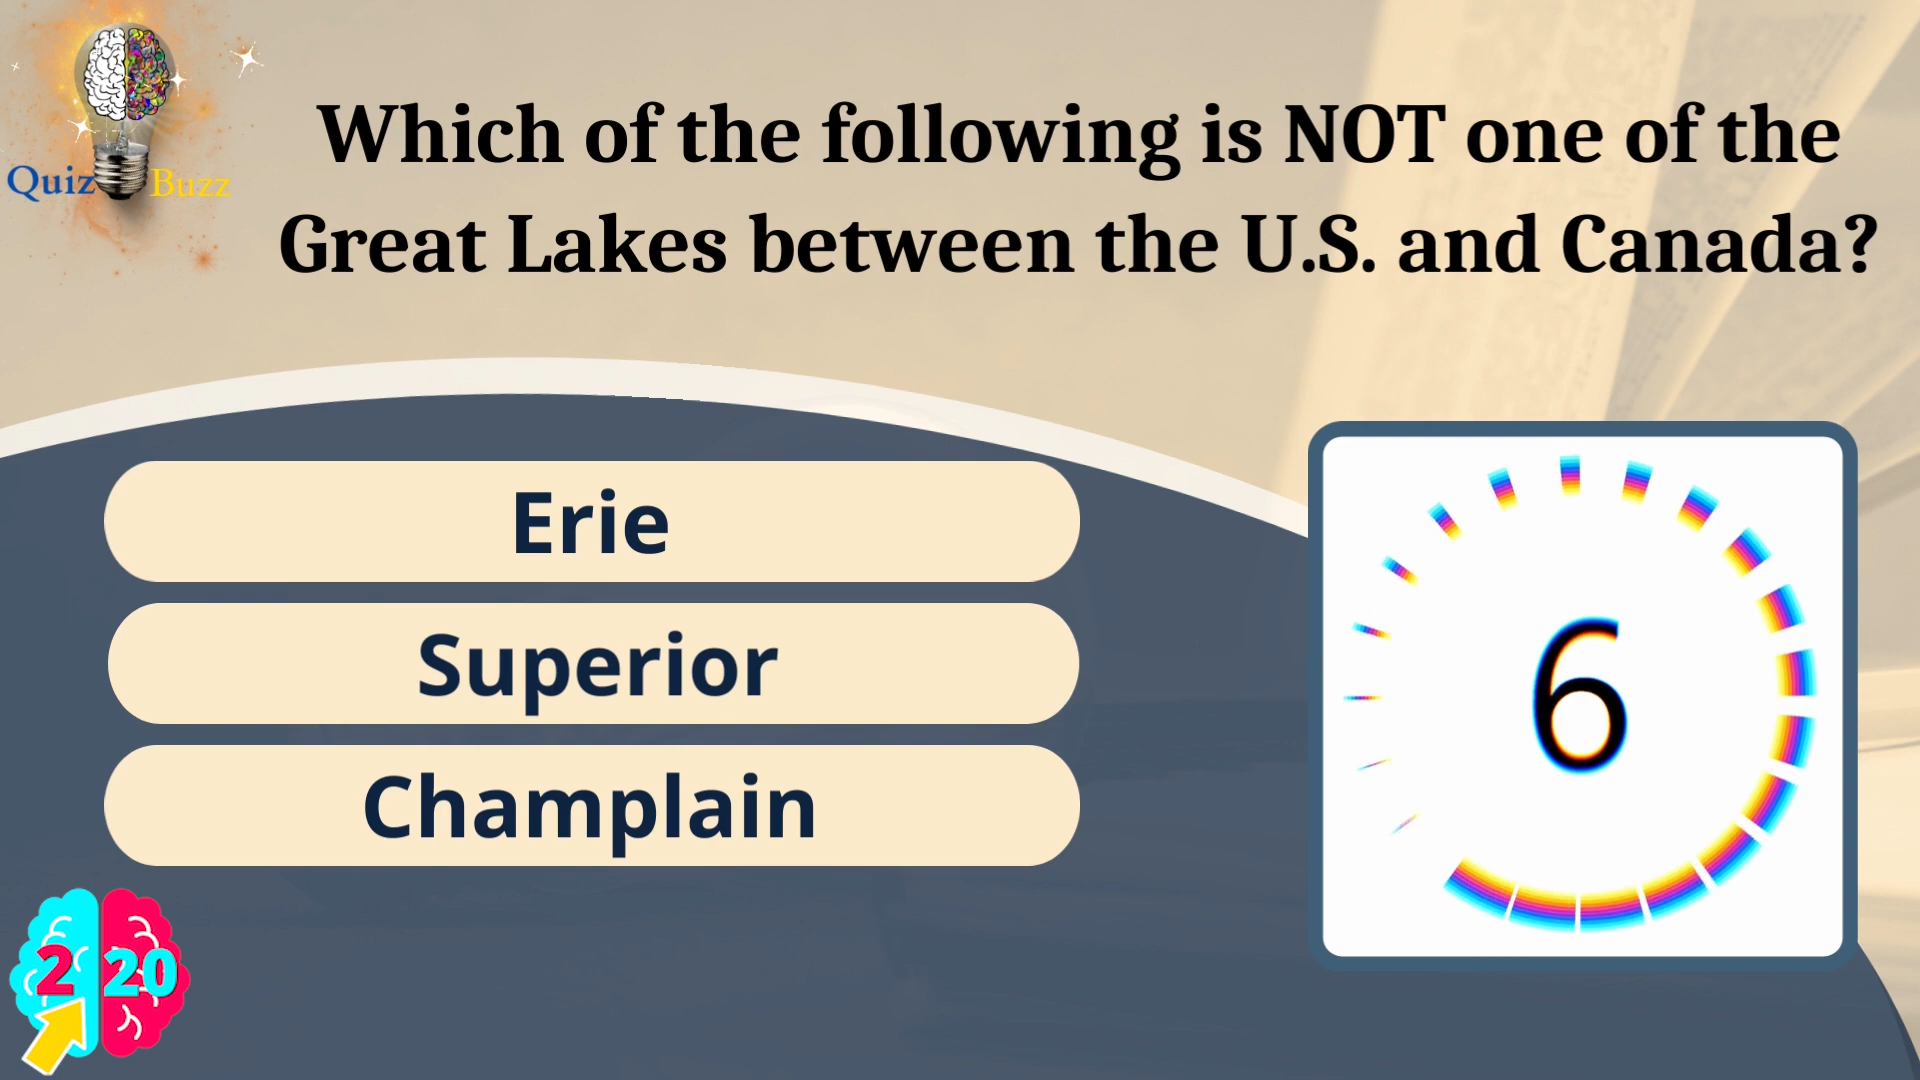 Quiz Buzz
Which of the following is NOT one of the
Great Lakes between the U.S. and Canada?
Erie
Superior
Champlain
6
2 20